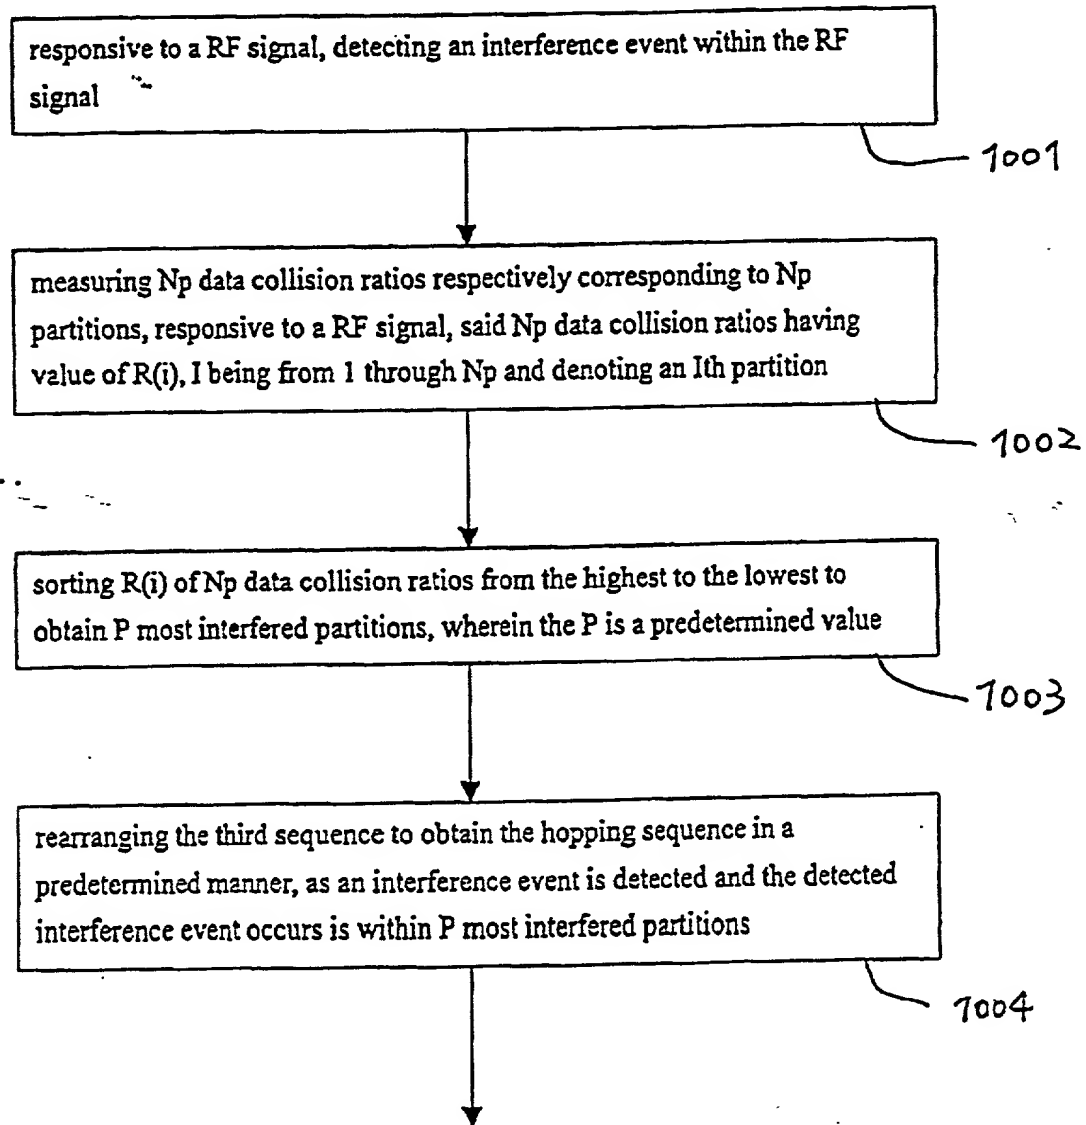 responsive to a RF signal, detecting an interference event within the RF
signal
1001
measuring Np data collision ratios respectively corresponding to Np
partitions, responsive to a RF signal, said Np data collision ratios having
value of R(i), I being from 1 through Np and denoting an Ith partition
1002
sorting R(i) of Np data collision ratios from the highest to the lowest to
obtain P most interfered partitions, wherein the P is a predetermined value
1003
rearranging the third sequence to obtain the hopping sequence in a
predetermined manner, as an interference event is detected and the detected
interference event occurs is within P most interfered partitions
1004